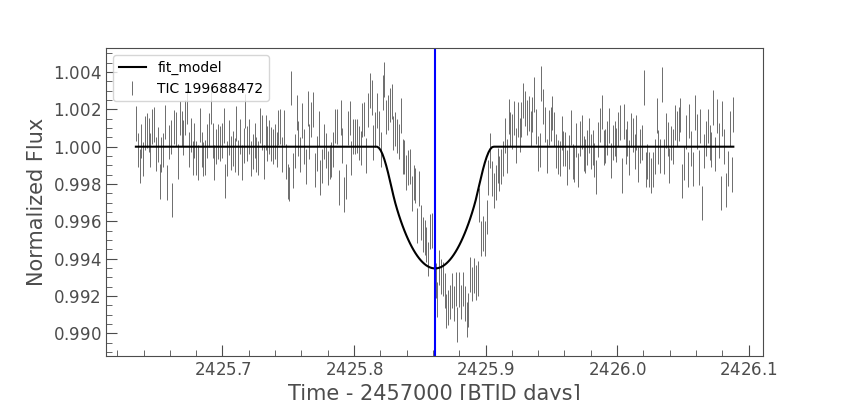 fit_model
TIC 199688472
1.004
1.002
1.000
0.998
0.996
0.994
0.992
0.990
Normalized Flux
2425.7 2425.8 2425.9 2426.0 2426.1
Time - 2457000 [BTJD days]